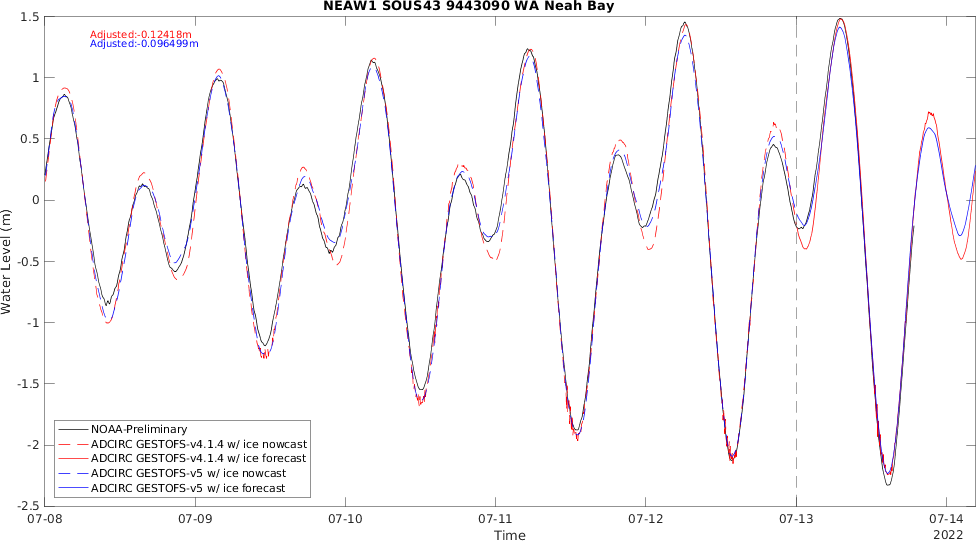 NEAW1 SOUS43 9443090 WA Neah Bay
Adjusted:-0.12418m
Adjusted:-0.096499m
1.5
1
0.5
0
-0.5
-1
-1.5
-2
-2.5
Water Level (m)
NOAA-Preliminary
ADCIRC GESTOFS-v4.1.4 w/ ice nowcast
ADCIRC GESTOFS-v4.1.4 w/ ice forecast
ADCIRC GESTOFS-v5 w/ ice nowcast
ADCIRC GESTOFS-v5 w/ ice forecast
07-08 07-09 07-10 07-11 07-12 07-13 07-14
Time
2022